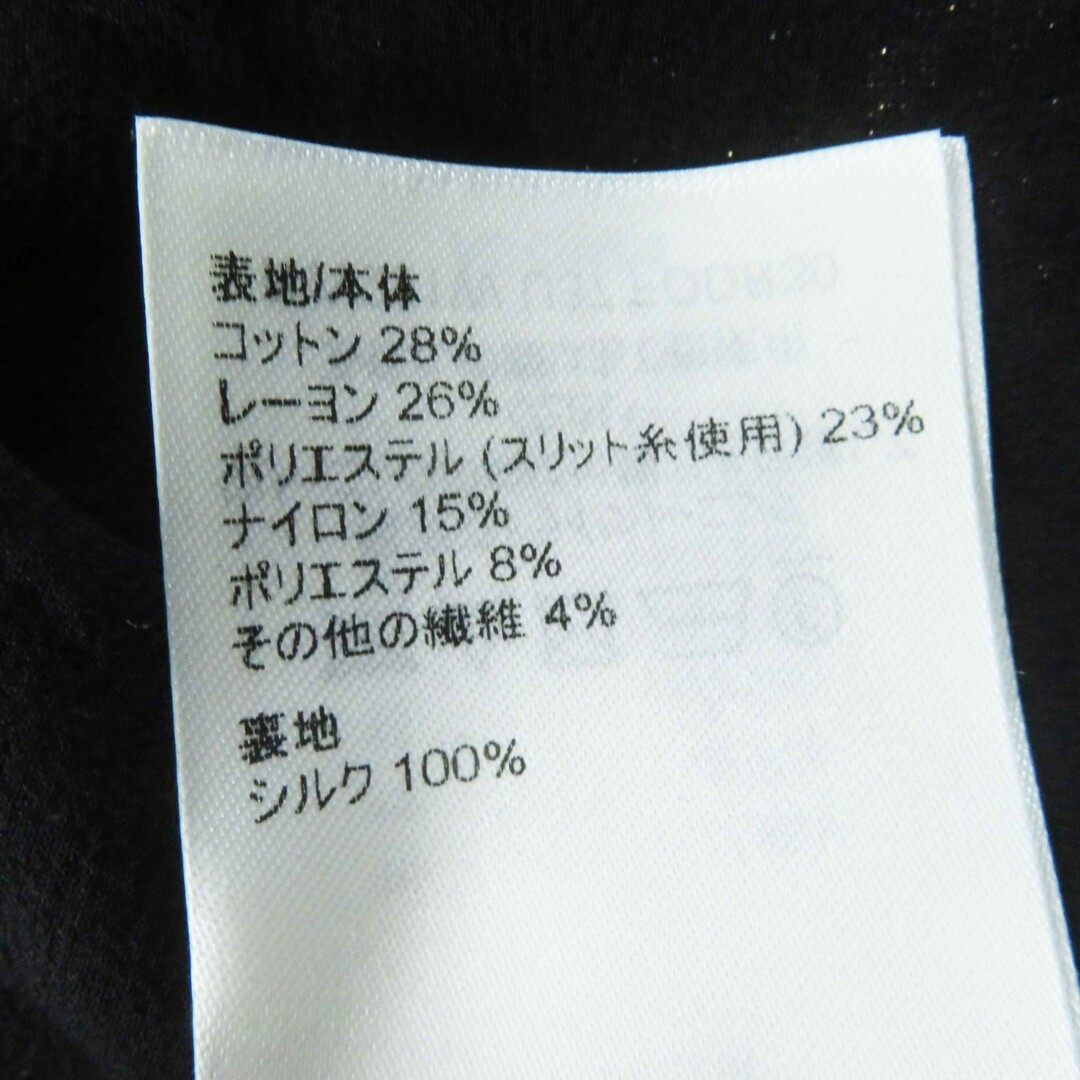 表地/本体
コットン 28%
レーヨン 26%
ポリエステル (スリット糸使用) 23%
ナイロン 15%
ポリエステル 8%
その他の繊維 4%
裏地
シルク 100%